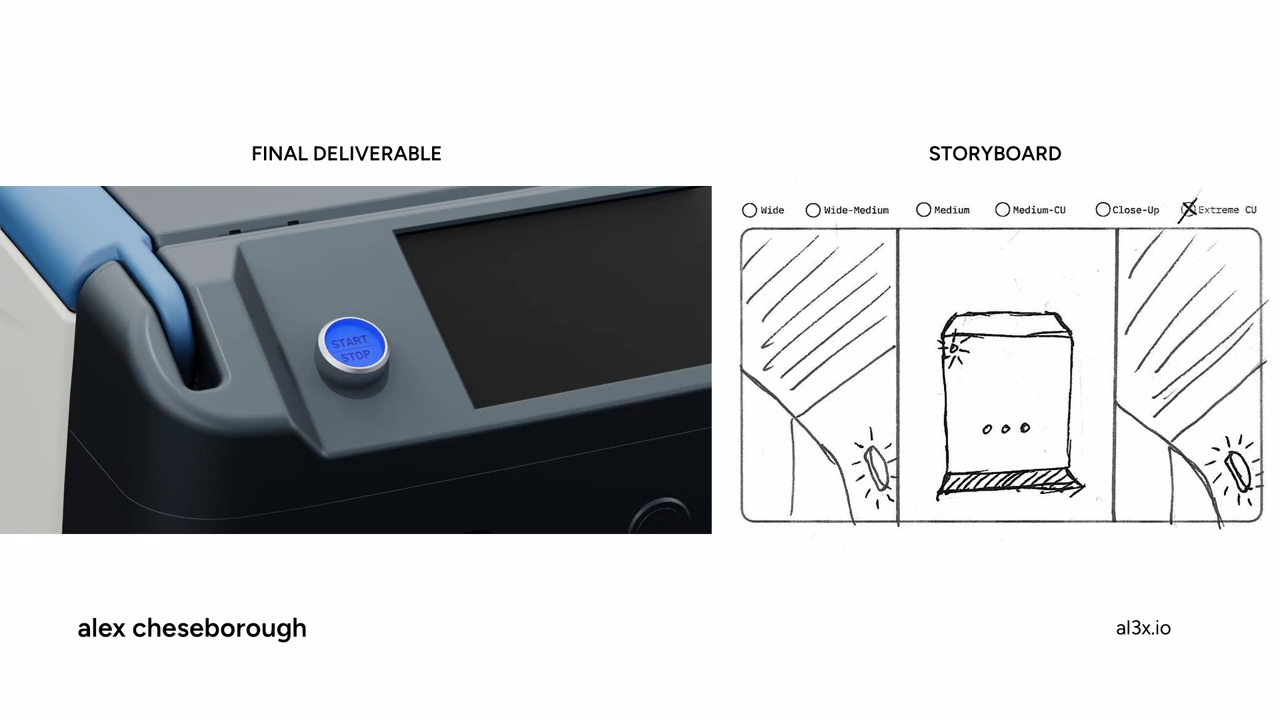 FINAL DELIVERABLE
STORYBOARD
Wide
Wide-Medium
Medium
Medium-CU
Close-Up
Extreme CU
START
STOP
alex cheseborough
al3x.io